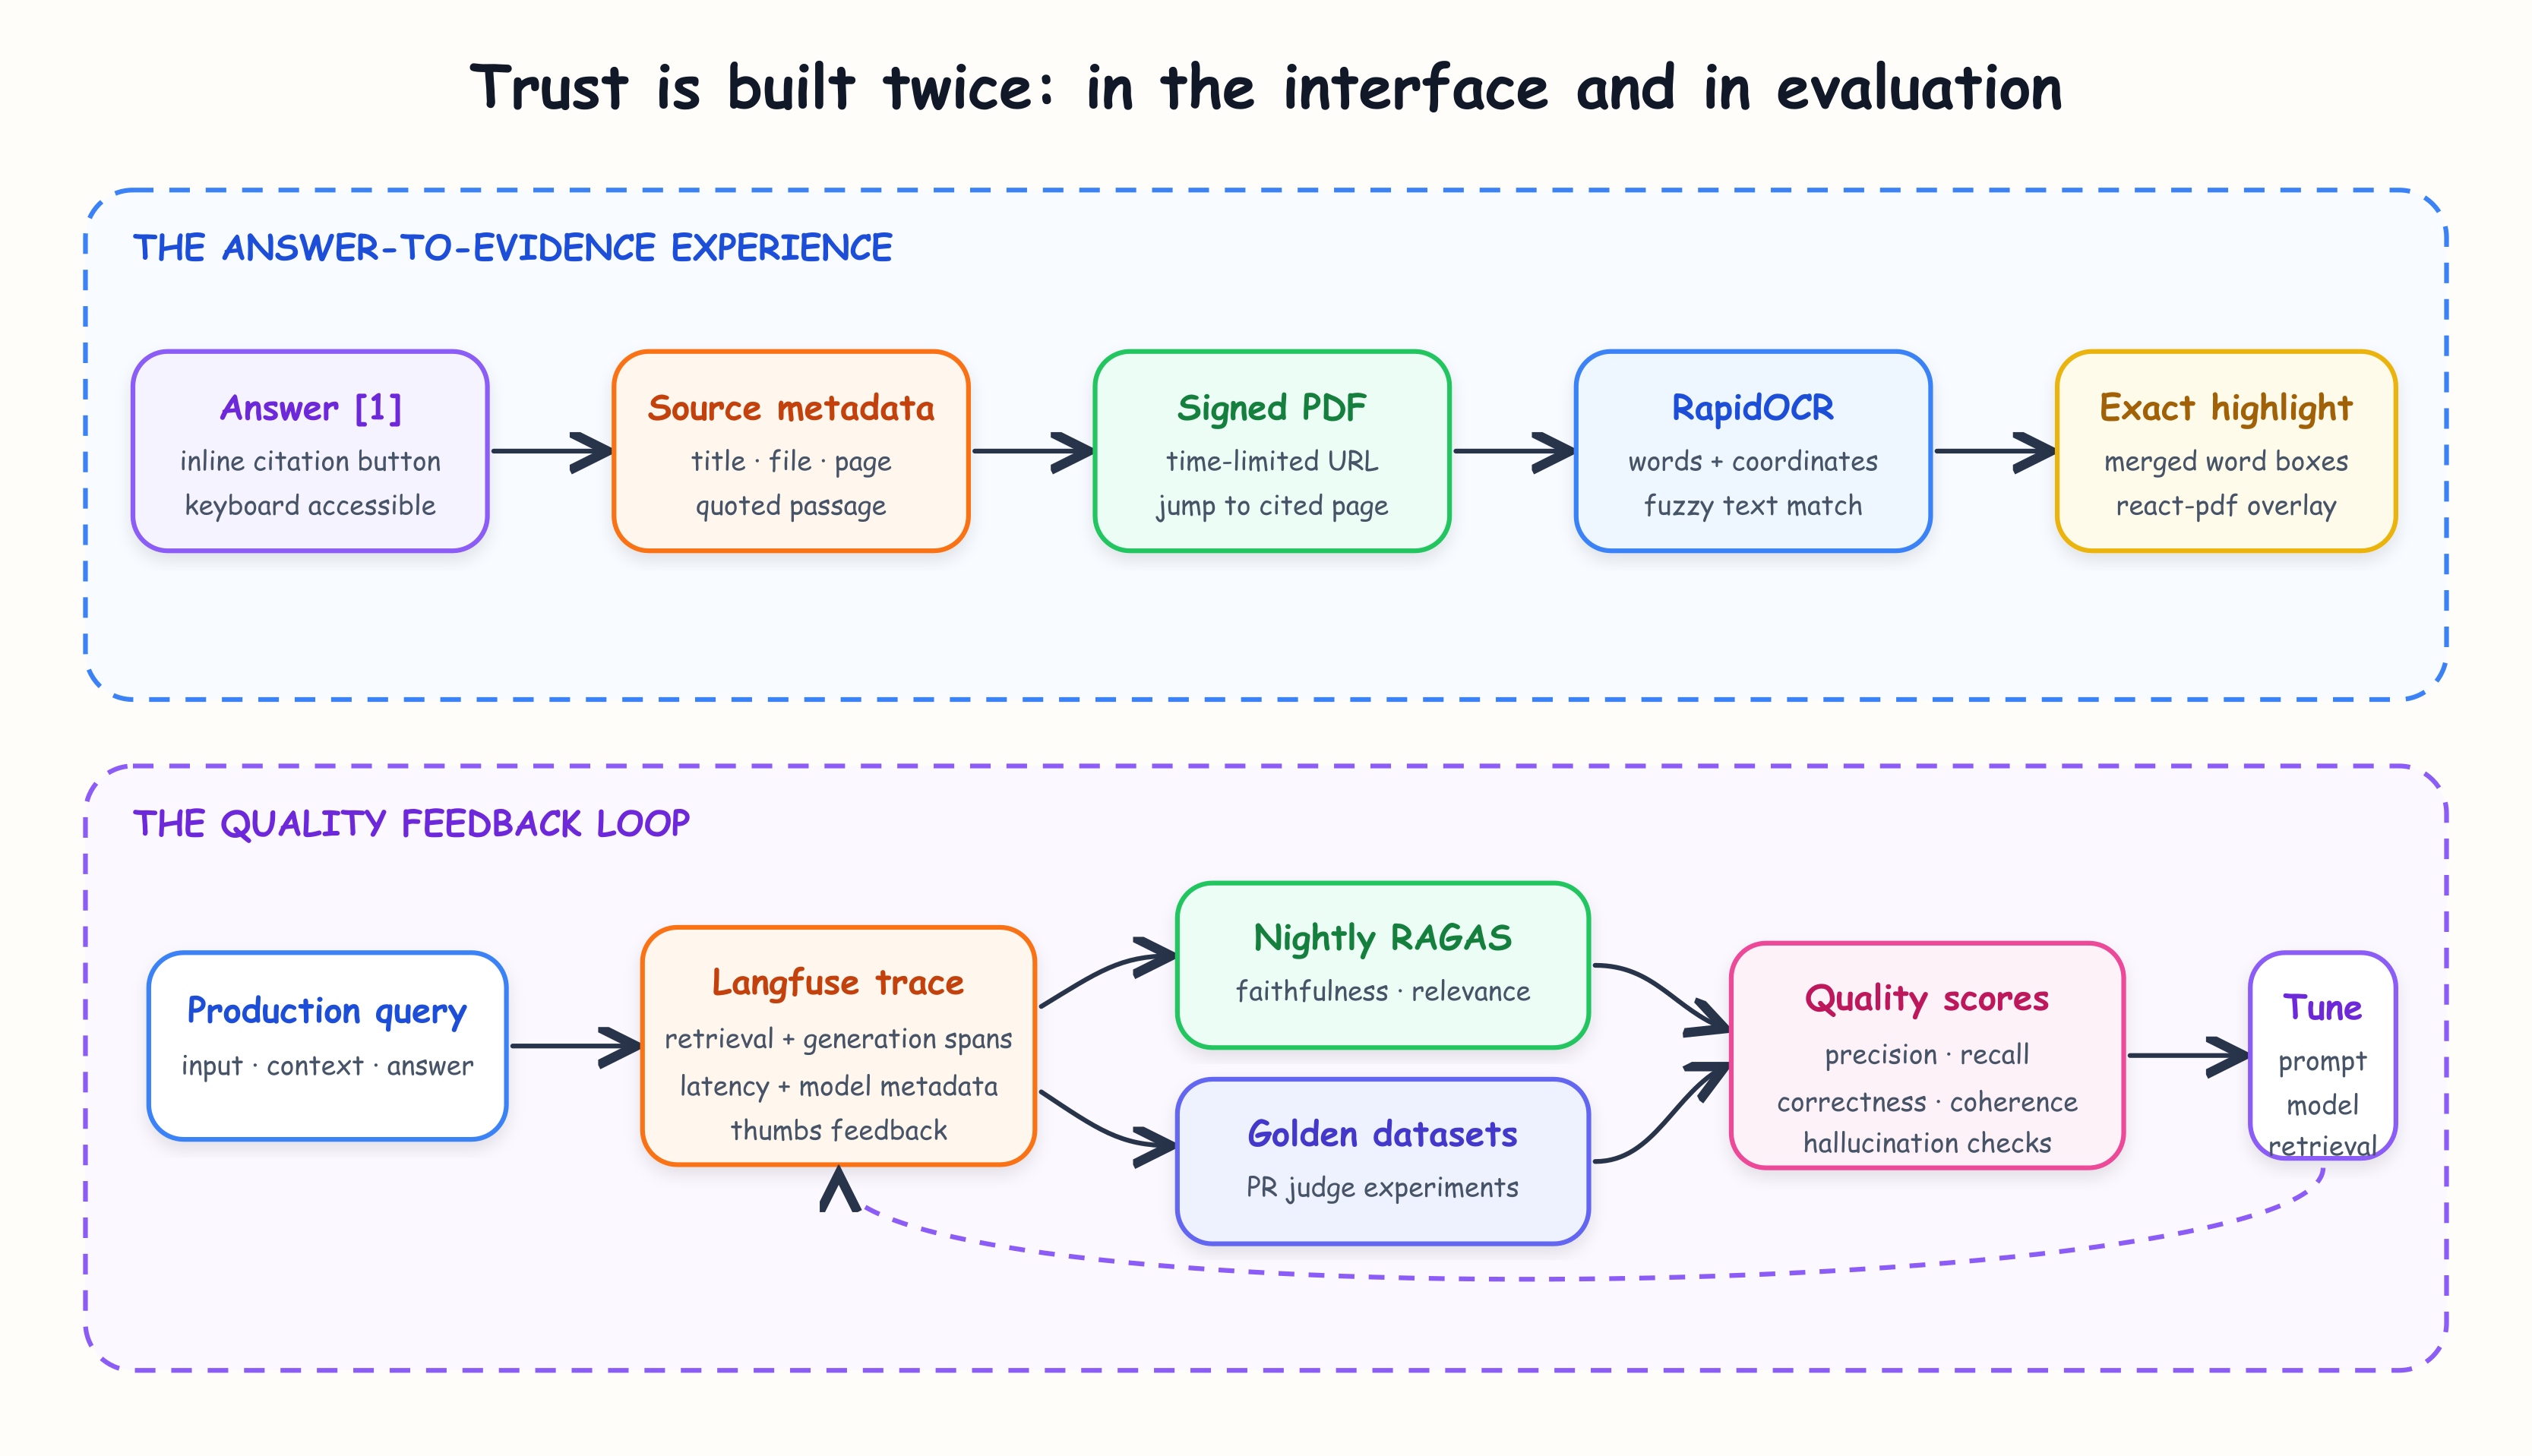 Trust is built twice: in the interface and in evaluation
THE ANSWER-TO-EVIDENCE EXPERIENCE
Answer [1]
inline citation button
keyboard accessible
Source metadata
title · file · page
quoted passage
Signed PDF
time-limited URL
jump to cited page
RapidOCR
words + coordinates
fuzzy text match
Exact highlight
merged word boxes
react-pdf overlay
THE QUALITY FEEDBACK LOOP
Production query
input · context · answer
Langfuse trace
retrieval + generation spans
latency + model metadata
thumbs feedback
Nightly RAGAS
faithfulness · relevance
Golden datasets
PR judge experiments
Quality scores
precision · recall
correctness · coherence
hallucination checks
Tune
prompt
model
retrieval